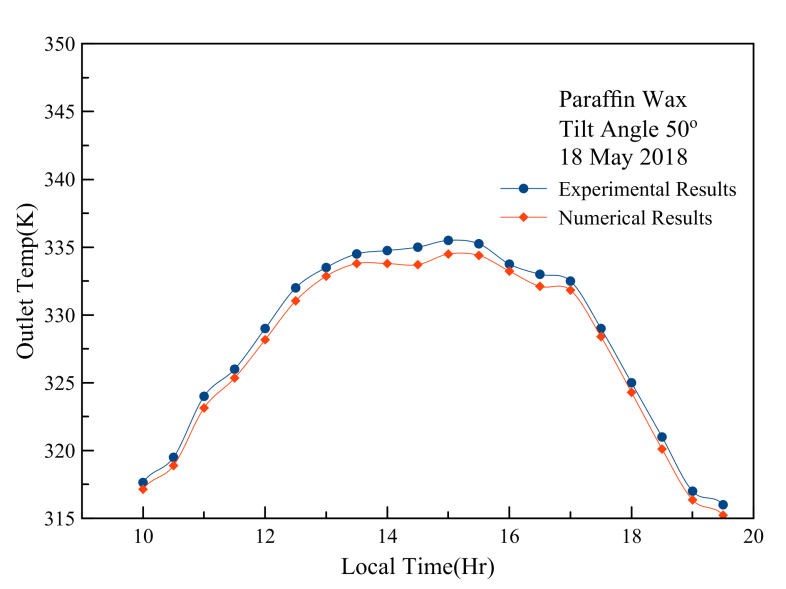 350
345
340
335
330
325
320
315
Outlet Temp(K)
Paraffin Wax
Tilt Angle 50º
18 May 2018
Experimental Results
Numerical Results
10 12 14 16 18 20
Local Time(Hr)